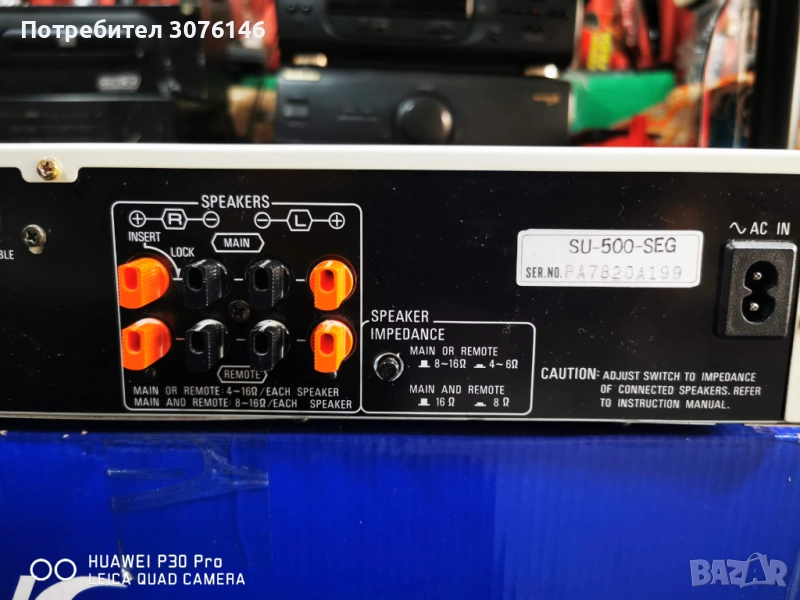 Потребител 3076146
SPEAKERS
R L
INSERT
LOCK
MAIN
BLE
REMOTE
MAIN OR REMOTE: 4~16Ω/EACH SPEAKER
MAIN AND REMOTE: 8~16Ω/EACH SPEAKER
SPEAKER
IMPEDANCE
MAIN OR REMOTE
8~16Ω 4~6Ω
MAIN AND REMOTE
16Ω 8Ω
SU-500-SEG
SER.NO.PA7820A199
∿ AC IN
CAUTION: ADJUST SWITCH TO IMPEDANCE
OF CONNECTED SPEAKERS. REFER
TO INSTRUCTION MANUAL.
HUAWEI P30 Pro
LEICA QUAD CAMERA
BAZAR